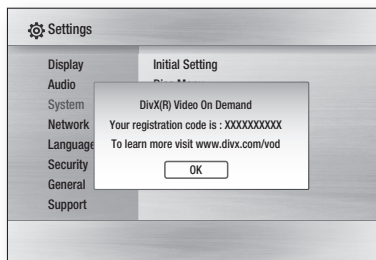 Settings
Display
Initial Setting
Audio
System
Network
Language
Security
General
Support
DivX(R) Video On Demand
Your registration code is : XXXXXXXXXX
To learn more visit www.divx.com/vod
OK